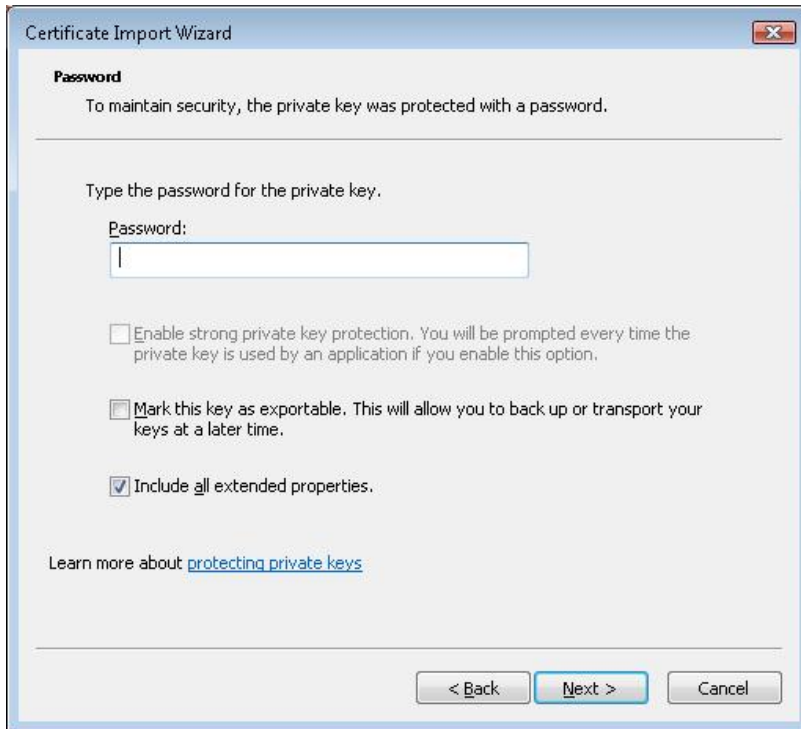 Certificate Import Wizard
Password
To maintain security, the private key was protected with a password.
Type the password for the private key.
Password:
Enable strong private key protection. You will be prompted every time the
private key is used by an application if you enable this option.
Mark this key as exportable. This will allow you to back up or transport your
keys at a later time.
Include all extended properties.
Learn more about protecting private keys
< Back Next > Cancel